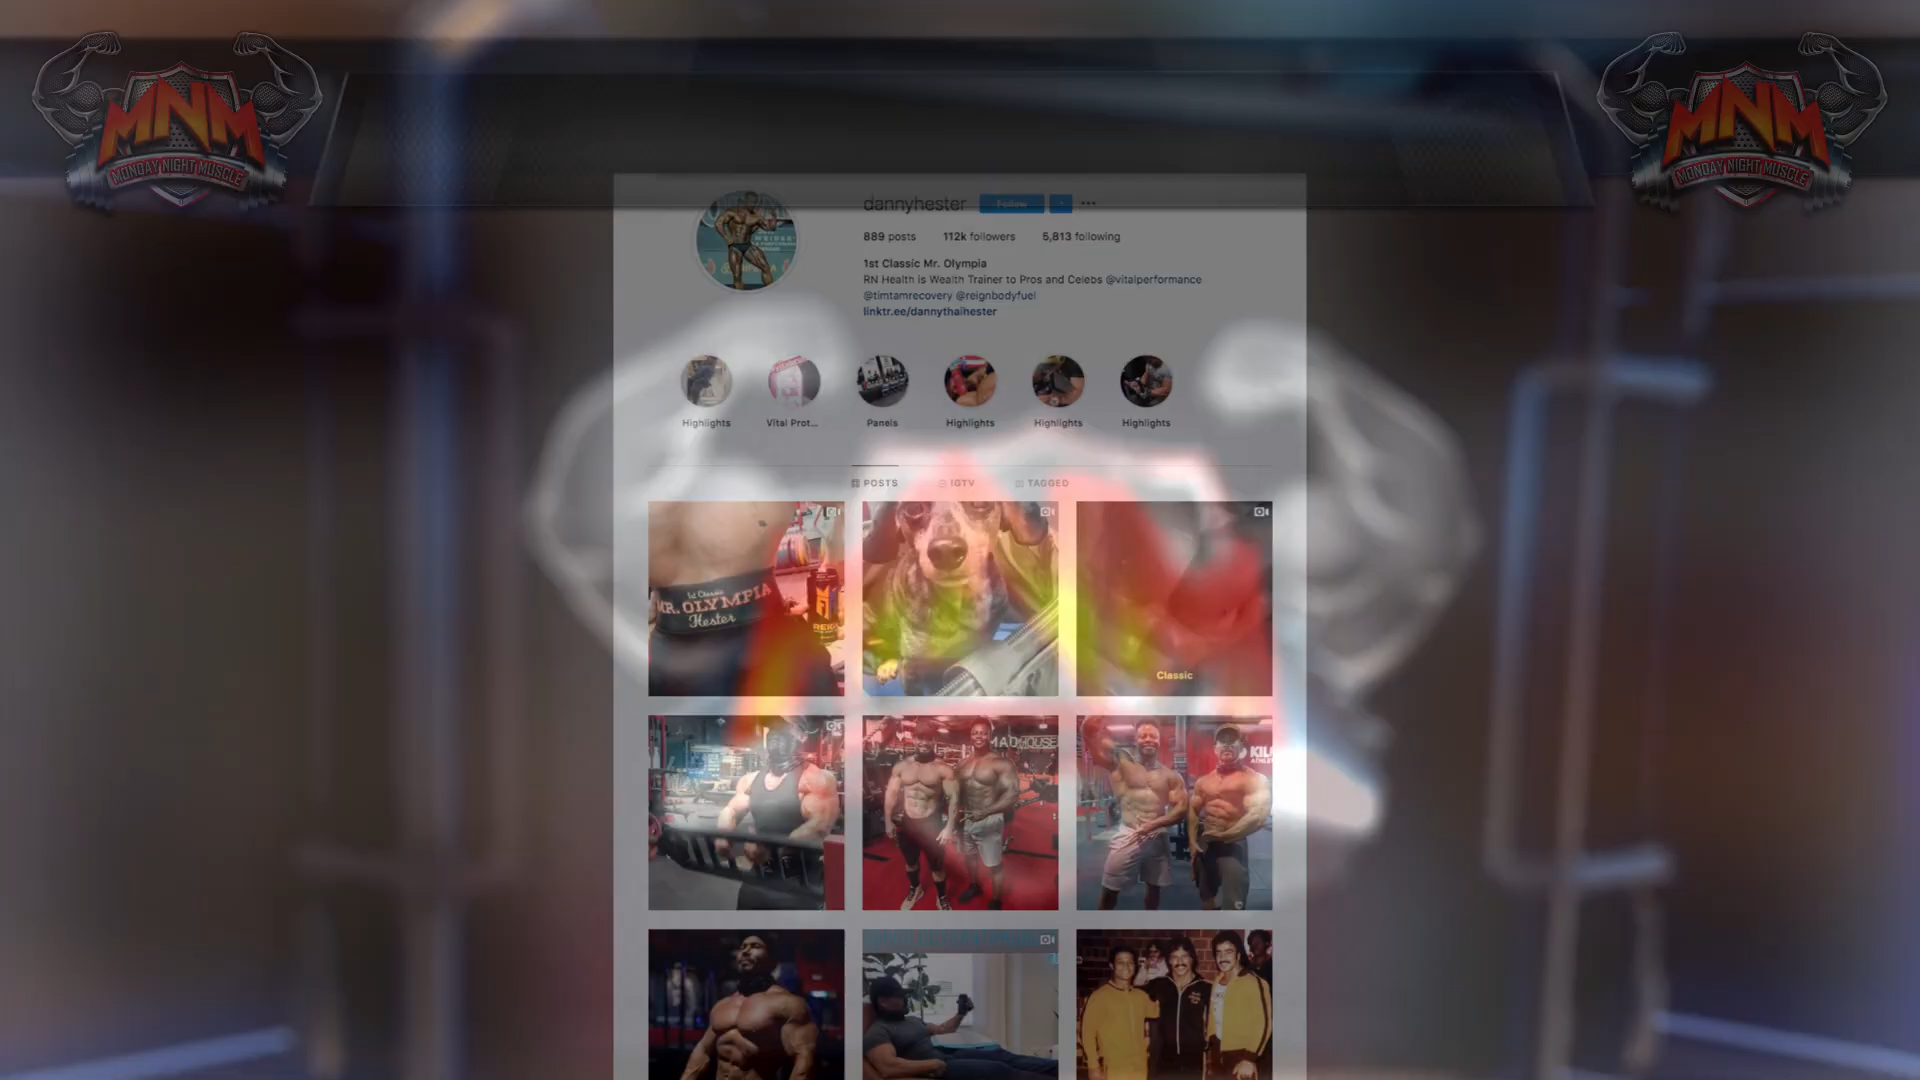 MNM
MONDAY NIGHT MUSCLE
MNM
MONDAY NIGHT MUSCLE
dannyhester Follow
889 posts 112k followers 5,813 following
1st Classic Mr. Olympia
RN Health is Wealth Trainer to Pros and Celebs @vitalperformance
@timtamrecovery @reignbodyfuel
linktr.ee/dannythaihester
Highlights Vital Prot... Panels Highlights Highlights Highlights
POSTS IGTV TAGGED
1st Classic
MR. OLYMPIA
Hester
Classic